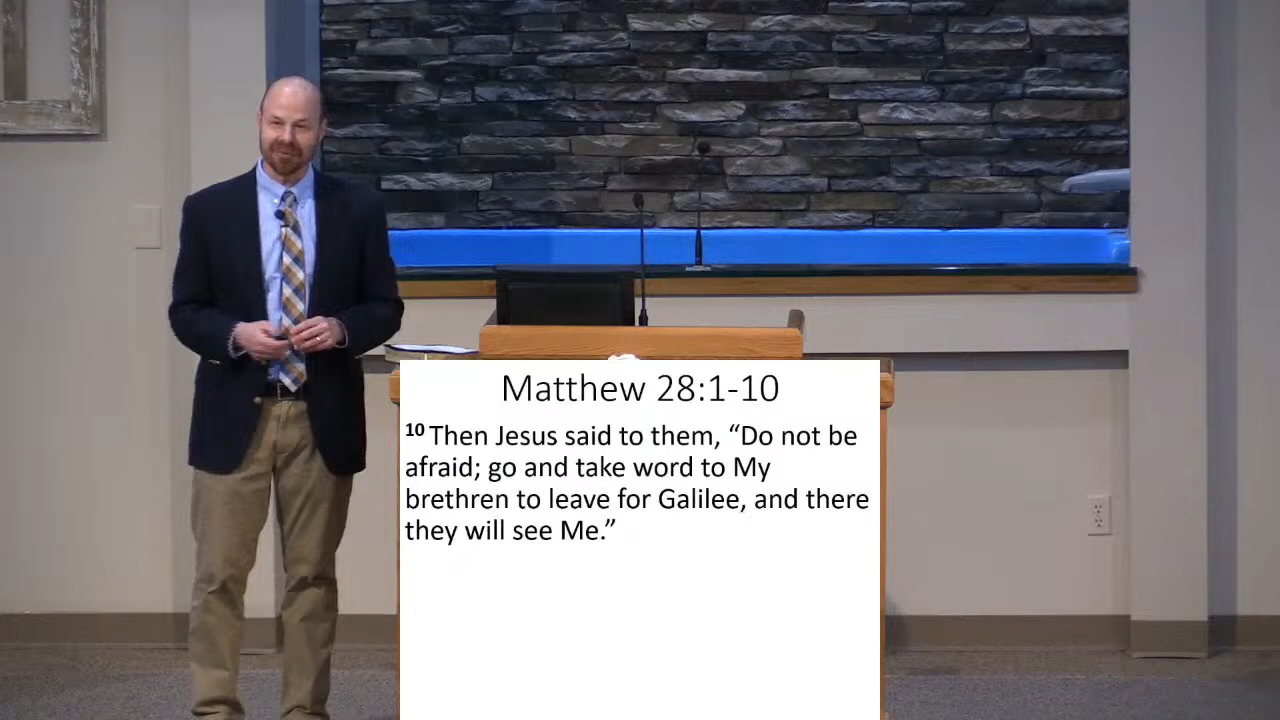 Matthew 28:1-10
10 Then Jesus said to them, “Do not be
afraid; go and take word to My
brethren to leave for Galilee, and there
they will see Me.”